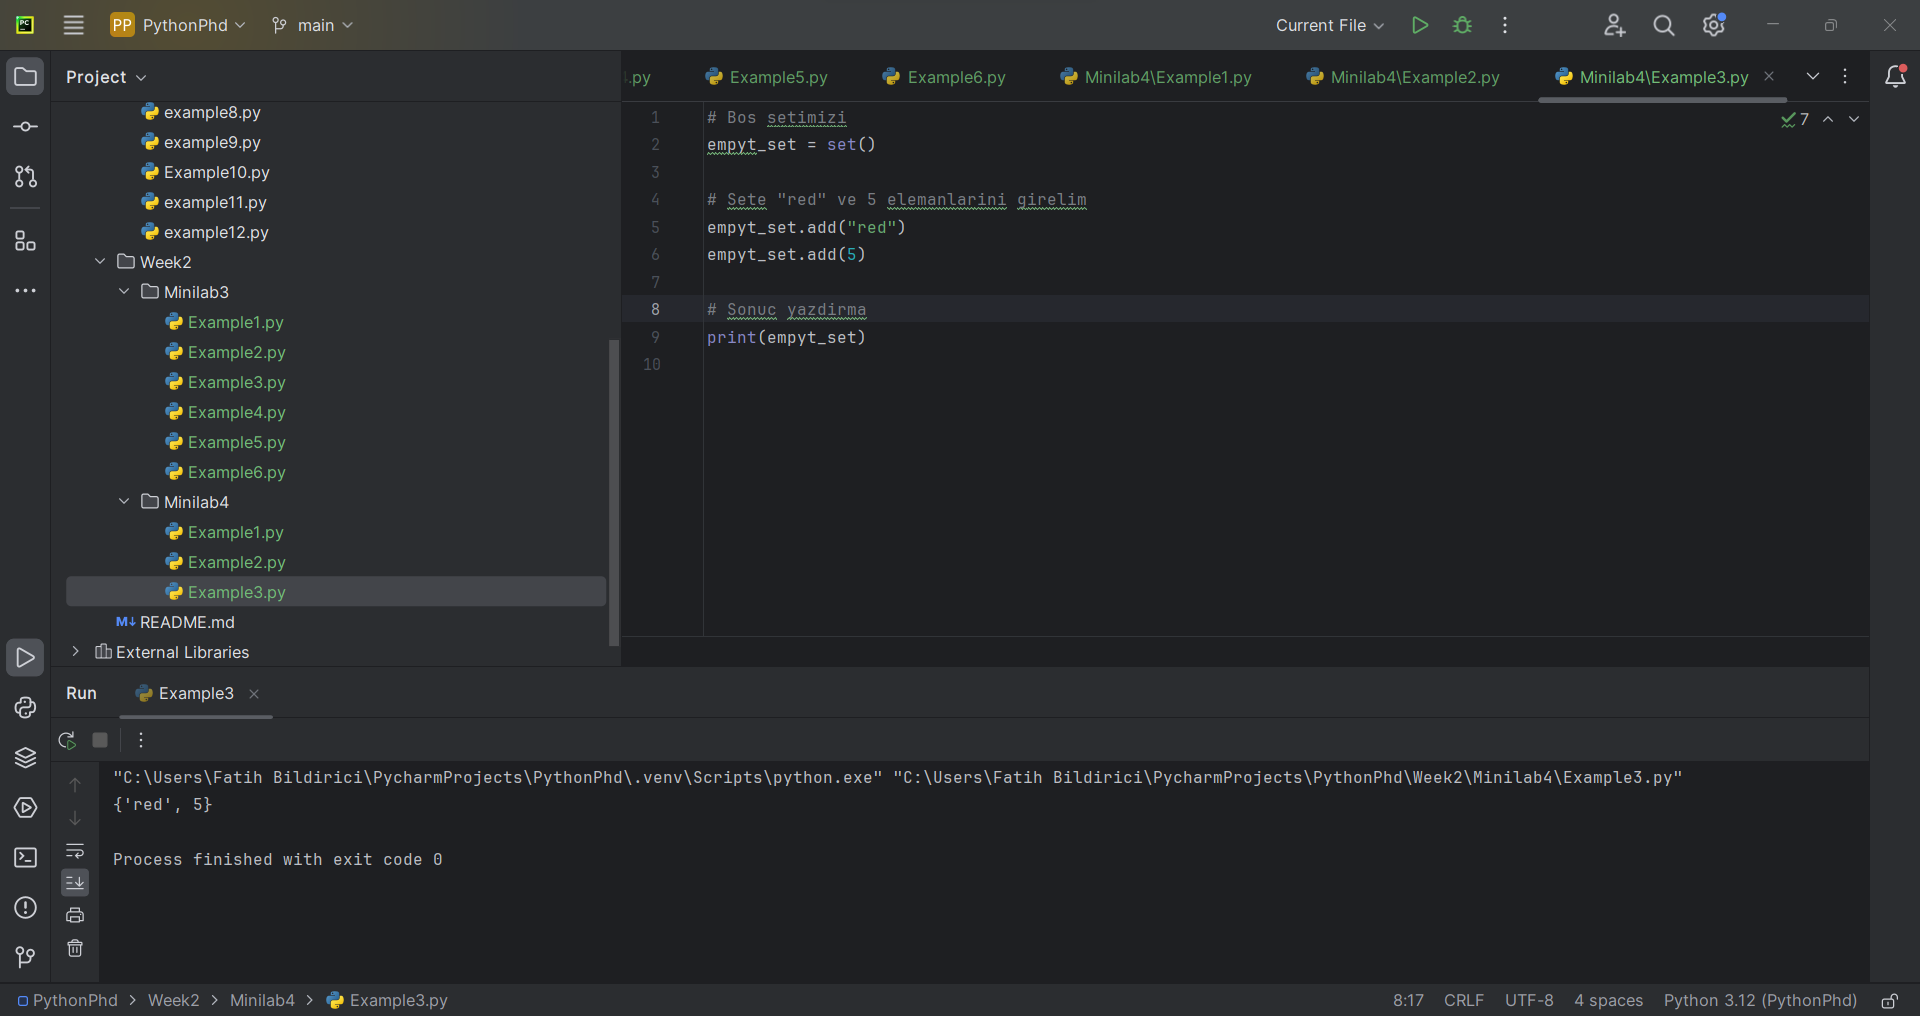 PC
PP PythonPhd main Current File
Project
.py Example5.py Example6.py Minilab4\Example1.py Minilab4\Example2.py Minilab4\Example3.py
example8.py
example9.py
Example10.py
example11.py
example12.py
Week2
Minilab3
Example1.py
Example2.py
Example3.py
Example4.py
Example5.py
Example6.py
Minilab4
Example1.py
Example2.py
Example3.py
M↓ README.md
External Libraries
7
1 # Bos setimizi
2 empyt_set = set()
3
4 # Sete "red" ve 5 elemanlarini girelim
5 empyt_set.add("red")
6 empyt_set.add(5)
7
8 # Sonuc yazdirma
9 print(empyt_set)
10
Run Example3
"C:\Users\Fatih Bildirici\PycharmProjects\PythonPhd\.venv\Scripts\python.exe" "C:\Users\Fatih Bildirici\PycharmProjects\PythonPhd\Week2\Minilab4\Example3.py"
{'red', 5}
Process finished with exit code 0
PythonPhd > Week2 > Minilab4 > Example3.py 8:17 CRLF UTF-8 4 spaces Python 3.12 (PythonPhd)